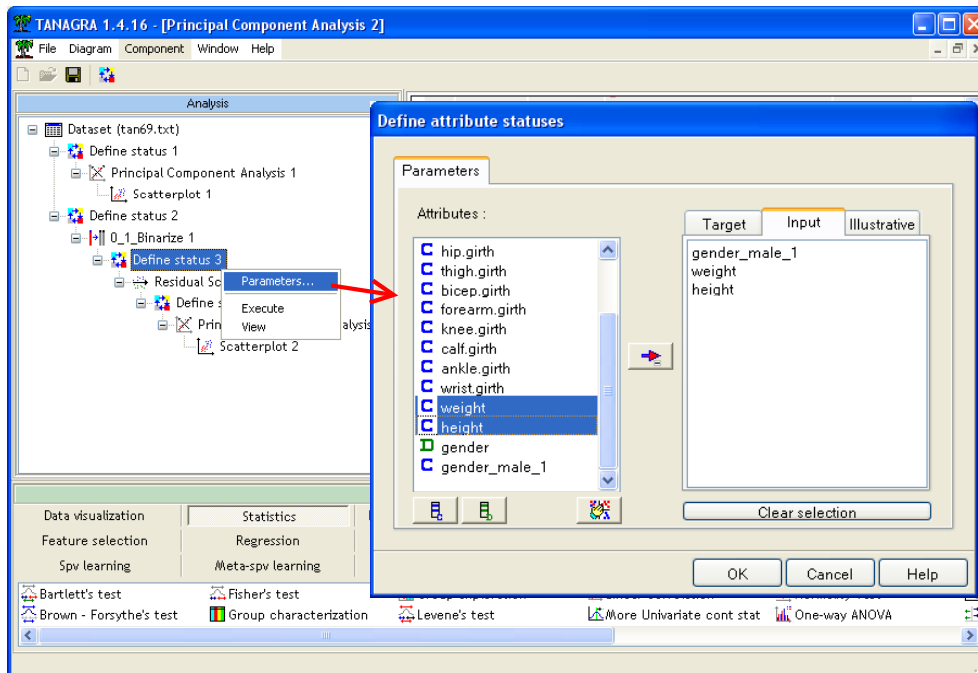 TANAGRA 1.4.16 - [Principal Component Analysis 2]
File Diagram Component Window Help
Analysis
Dataset (tan69.txt)
Define status 1
Principal Component Analysis 1
Scatterplot 1
Define status 2
0_1_Binarize 1
Define status 3
Residual Sc
Define s
Prin
alysis
Scatterplot 2
Parameters...
Execute
View
Define attribute statuses
Parameters
Attributes :
hip.girth
thigh.girth
bicep.girth
forearm.girth
knee.girth
calf.girth
ankle.girth
wrist.girth
weight
height
gender
gender_male_1
Target Input Illustrative
gender_male_1
weight
height
Clear selection
OK Cancel Help
Data visualization Statistics
Feature selection Regression
Spv learning Meta-spv learning
Bartlett's test Fisher's test
Brown - Forsythe's test Group characterization Levene's test More Univariate cont stat One-way ANOVA